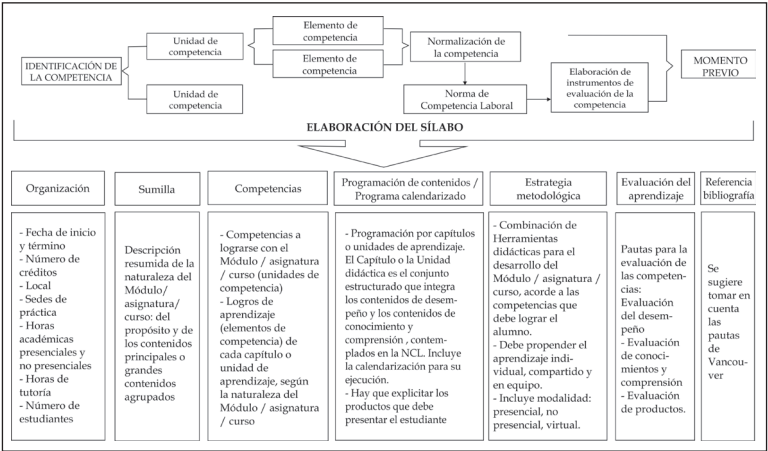 IDENTIFICACIÓN DE
LA COMPETENCIA
Unidad de
competencia
Unidad de
competencia
Elemento de
competencia
Elemento de
competencia
Normalización de
la competencia
Norma de
Competencia Laboral
Elaboración de
instrumentos de
evaluación de la
competencia
MOMENTO
PREVIO
ELABORACIÓN DEL SÍLABO
Organización
- Fecha de inicio
y término
- Número de
créditos
- Local
- Sedes de
práctica
- Horas
académicas
presenciales y
no presenciales
- Horas de
tutoría
- Número de
estudiantes
Sumilla
Descripción
resumida de la
naturaleza del
Módulo/
asignatura/
curso: del
propósito y de
los contenidos
principales o
grandes
contenidos
agrupados
Competencias
- Competencias a
lograrse con el
Módulo / asignatura
/ curso (unidades de
competencia)
- Logros de
aprendizaje
(elementos de
competencia) de
cada capítulo o
unidad de
aprendizaje, según
la naturaleza del
Módulo / asignatura
/ curso
Programación de contenidos /
Programa calendarizado
- Programación por capítulos
o unidades de aprendizaje.
El Capítulo o la Unidad
didáctica es el conjunto
estructurado que integra
los contenidos de desem-
peño y los contenidos de
conocimiento y
comprensión , contem-
plados en la NCL. Incluye
la calendarización para su
ejecución.
- Hay que explicitar los
productos que debe
presentar el estudiante
Estrategia
metodológica
- Combinación de
Herramientas
didácticas para el
desarrollo del
Módulo / asignatura /
curso, acorde a las
competencias que
debe lograr el
alumno.
- Debe propender el
aprendizaje indi-
vidual, compartido y
en equipo.
- Incluye modalidad:
presencial, no
presencial, virtual.
Evaluación del
aprendizaje
Pautas para la
evaluación de
las competen-
cias:
Evaluación
del desem-
peño
- Evaluación
de conoci-
mientos y
comprensión
- Evaluación
de productos.
Referencia
bibliografía
Se
sugiere
tomar en
cuenta
las
pautas
de
Vancou-
ver